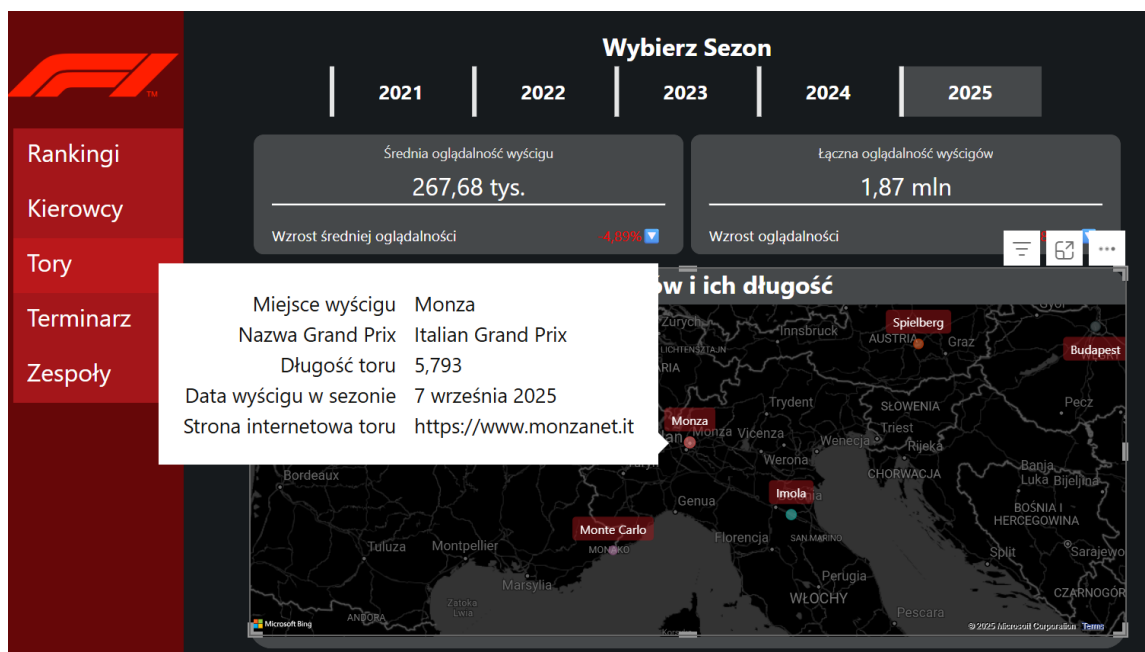 Wybierz Sezon
2021 2022 2023 2024 2025
TM
Rankingi
Kierowcy
Tory
Terminarz
Zespoły
Średnia oglądalność wyścigu
267,68 tys.
Wzrost średniej oglądalności -4,89%
Łączna oglądalność wyścigów
1,87 mln
Wzrost oglądalności
i ich długość
Miejsce wyścigu Monza
Nazwa Grand Prix Italian Grand Prix
Długość toru 5,793
Data wyścigu w sezonie 7 września 2025
Strona internetowa toru https://www.monzanet.it
Zurych
Innsbruck
Spielberg
AUSTRIA
Graz
Budapest
LICHTENSZTAJN
Trydent
SŁOWENIA
Pecz
Monza
Monza
Vicenza
Wenecja
Triest
Rijeka
Werona
CHORWACJA
Banja
Luka
Bijeljina
Bordeaux
Genua
Imola
BOŚNIA I
HERCEGOWINA
Monte Carlo
MONAKO
Florencja
SAN MARINO
Tuluza
Montpellier
Split
Sarajewo
Marsylia
Perugia
WŁOCHY
Zatoka
Lwia
CZARNOGÓR
ANDORA
Pescara
Microsoft Bing
© 2025 Microsoft Corporation Terms